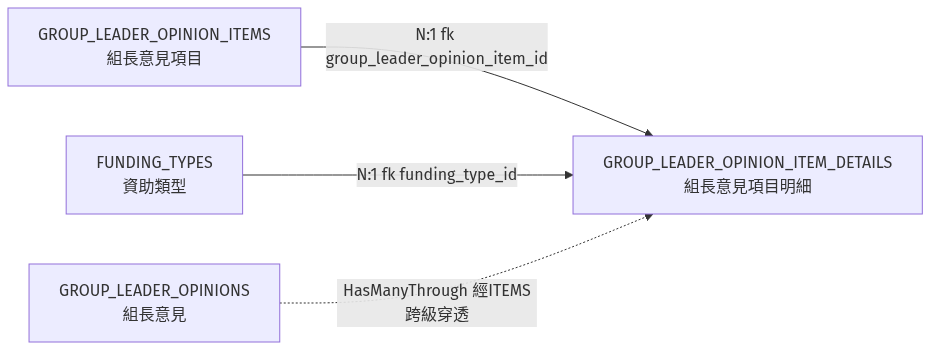 GROUP_LEADER_OPINION_ITEMS
組長意見項目
N:1 fk
group_leader_opinion_item_id
FUNDING_TYPES
資助類型
N:1 fk funding_type_id
GROUP_LEADER_OPINION_ITEM_DETAILS
組長意見項目明細
GROUP_LEADER_OPINIONS
組長意見
HasManyThrough 經ITEMS
跨級穿透